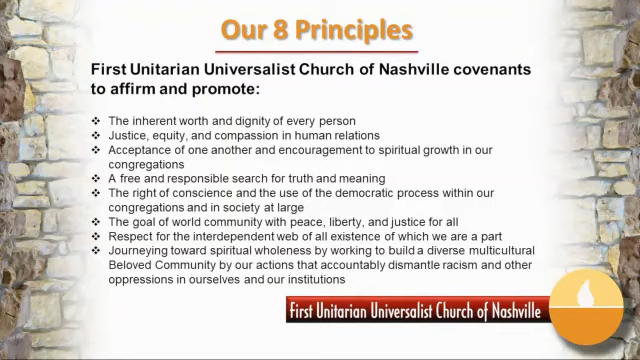 Our 8 Principles
First Unitarian Universalist Church of Nashville covenants
to affirm and promote:
❖ The inherent worth and dignity of every person
❖ Justice, equity, and compassion in human relations
❖ Acceptance of one another and encouragement to spiritual growth in our
congregations
❖ A free and responsible search for truth and meaning
❖ The right of conscience and the use of the democratic process within our
congregations and in society at large
❖ The goal of world community with peace, liberty, and justice for all
❖ Respect for the interdependent web of all existence of which we are a part
❖ Journeying toward spiritual wholeness by working to build a diverse multicultural
Beloved Community by our actions that accountably dismantle racism and other
oppressions in ourselves and our institutions
First Unitarian Universalist Church of Nashville